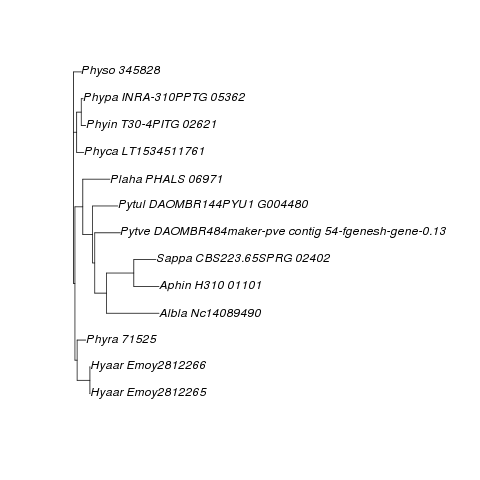 Physo 345828
Phypa INRA-310PPTG 05362
Phyin T30-4PITG 02621
Phyca LT1534511761
Plaha PHALS 06971
Pytul DAOMBR144PYU1 G004480
Pytve DAOMBR484maker-pve contig 54-fgenesh-gene-0.13
Sappa CBS223.65SPRG 02402
Aphin H310 01101
Albla Nc14089490
Phyra 71525
Hyaar Emoy2812266
Hyaar Emoy2812265